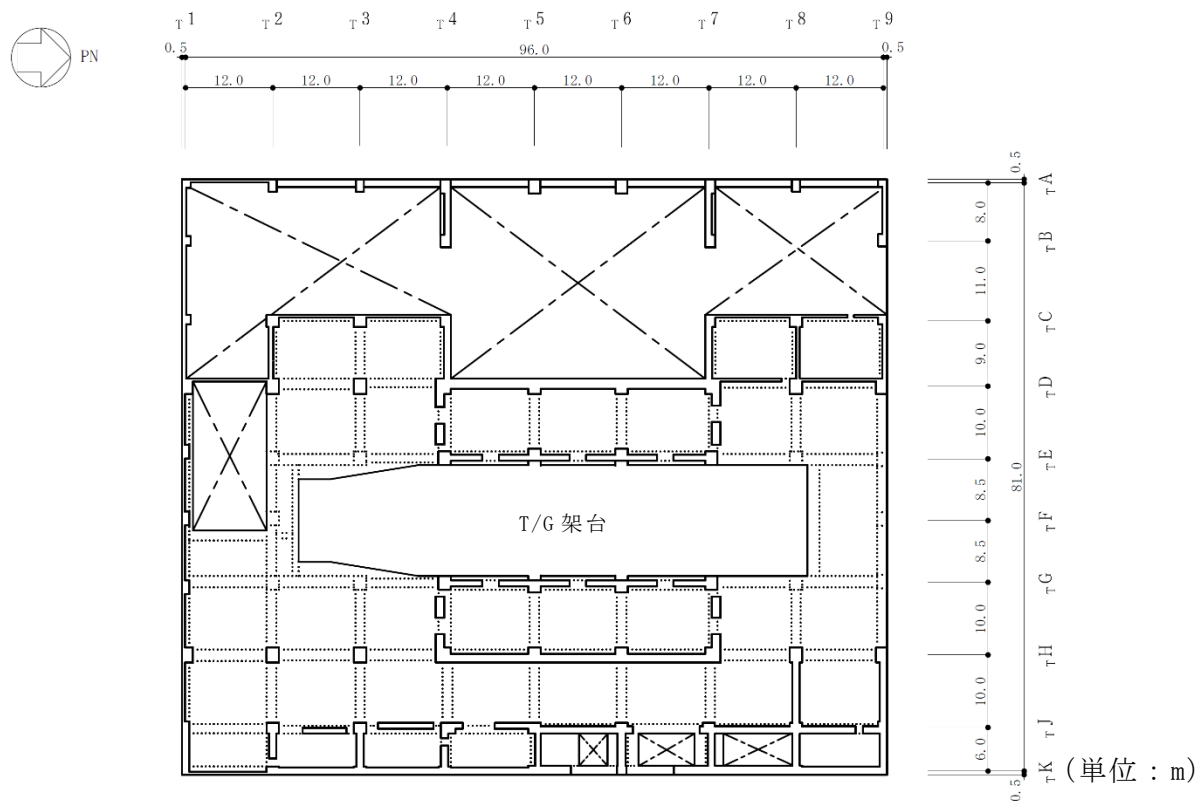 T1 T2 T3 T4 T5 T6 T7 T8 T9
PN
0.5 96.0 0.5
12.0 12.0 12.0 12.0 12.0 12.0 12.0 12.0
0.5
TA
8.0
TB
11.0
TC
9.0
TD
10.0
TE
8.5
81.0
T/G 架台
TF
8.5
TG
10.0
TH
10.0
TJ
6.0
TK (単位：m)
0.5